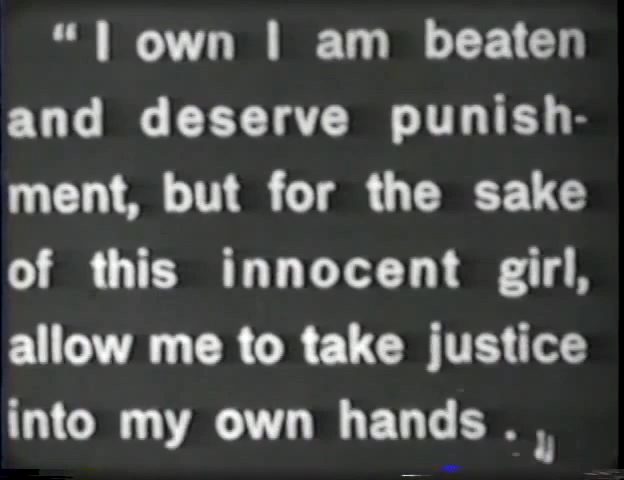 “ I own I am beaten
and deserve punish-
ment, but for the sake
of this innocent girl,
allow me to take justice
into my own hands . „